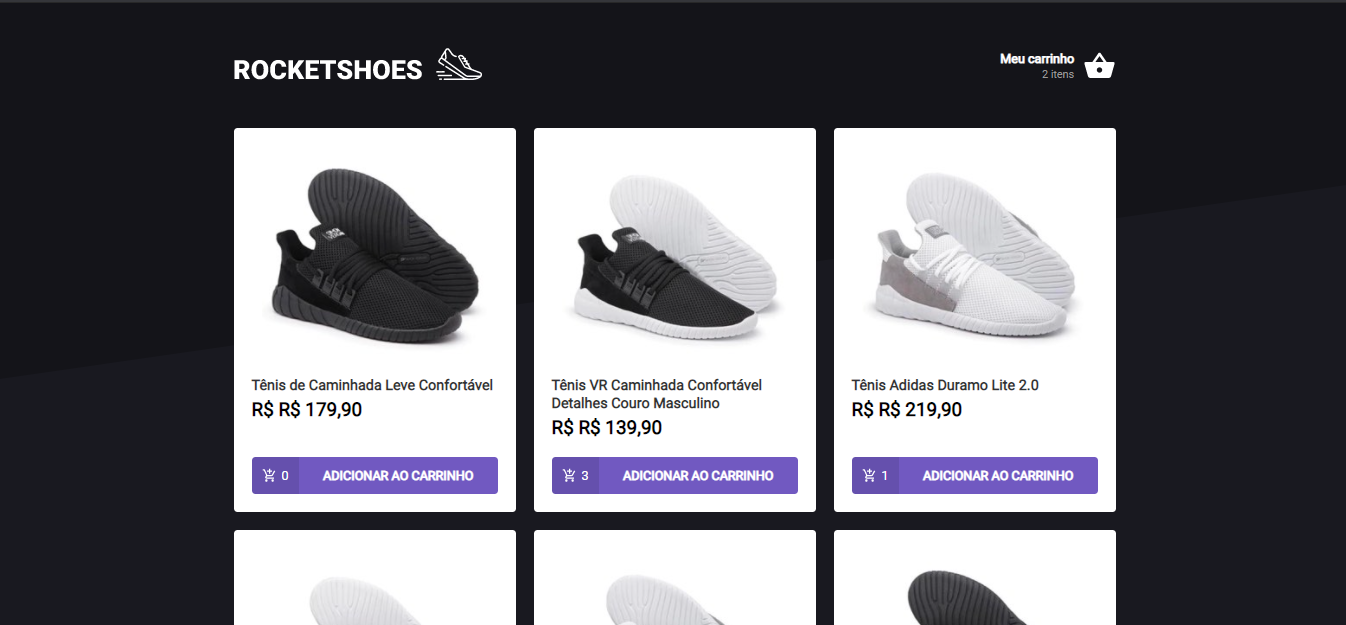 ROCKETSHOES
Meu carrinho
2 itens
Tênis de Caminhada Leve Confortável
R$ R$ 179,90
0 ADICIONAR AO CARRINHO
Tênis VR Caminhada Confortável
Detalhes Couro Masculino
R$ R$ 139,90
3 ADICIONAR AO CARRINHO
Tênis Adidas Duramo Lite 2.0
R$ R$ 219,90
1 ADICIONAR AO CARRINHO